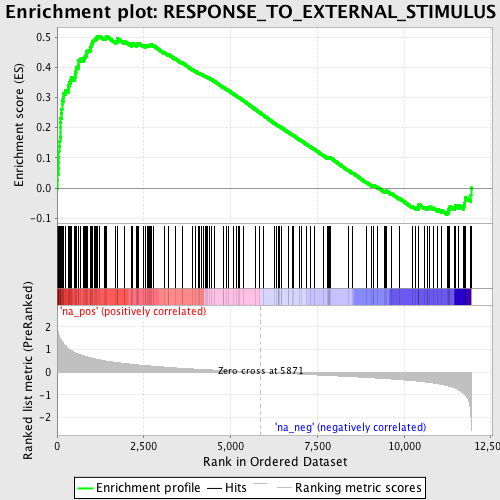 Enrichment plot: RESPONSE_TO_EXTERNAL_STIMULUS
Enrichment score (ES)
0.5
0.4
0.3
0.2
0.1
0.0
-0.1
'na_pos' (positively correlated)
Ranked list metric (PreRanked)
2
1
0
-1
-2
Zero cross at 5871
'na_neg' (negatively correlated)
0
2,500
5,000
7,500
10,000
12,500
Rank in Ordered Dataset
Enrichment profile
Hits
Ranking metric scores